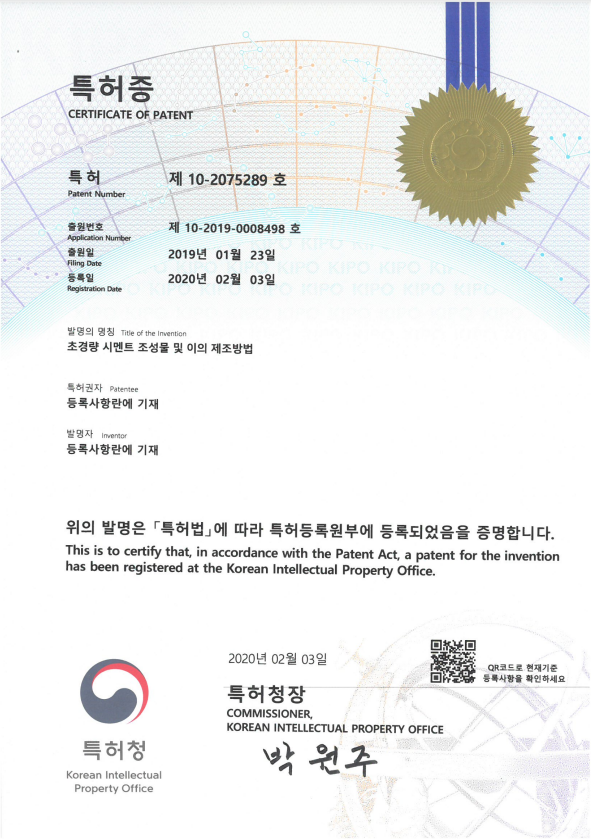 특허증
CERTIFICATE OF PATENT
특 허
Patent Number
제 10-2075289 호
출원번호
Application Number
제 10-2019-0008498 호
출원일
Filing Date
2019년 01월 23일
등록일
Registration Date
2020년 02월 03일
KIPO KIPO KIPO KIPO
KIPO KIPO KIPO KIPO KIPO
KIPO KIPO KIPO KIPO KIPO
발명의 명칭 Title of the Invention
초경량 시멘트 조성물 및 이의 제조방법
특허권자 Patentee
등록사항란에 기재
발명자 Inventor
등록사항란에 기재
위의 발명은 「특허법」에 따라 특허등록원부에 등록되었음을 증명합니다.
This is to certify that, in accordance with the Patent Act, a patent for the invention
has been registered at the Korean Intellectual Property Office.
2020년 02월 03일
QR코드로 현재기준
등록사항을 확인하세요
특허청장
COMMISSIONER,
KOREAN INTELLECTUAL PROPERTY OFFICE
박원주
특허청
Korean Intellectual
Property Office